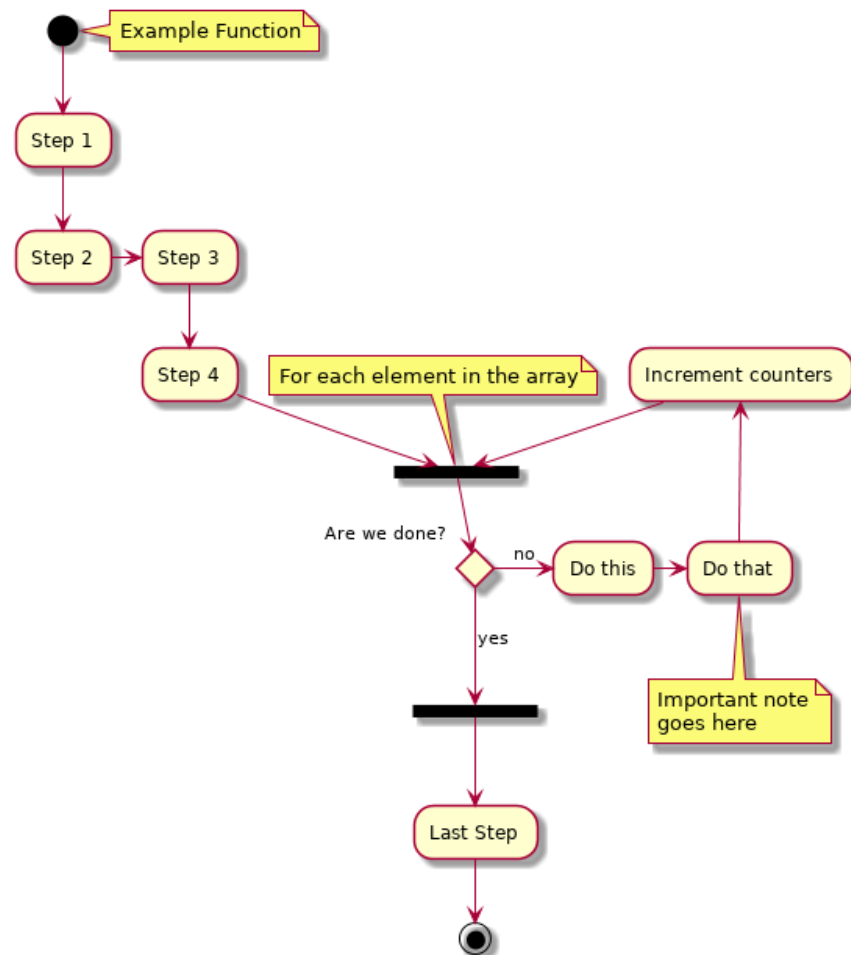 Example Function
Step 1
Step 2
Step 3
Step 4
For each element in the array
Increment counters
Are we done?
no
Do this
Do that
yes
Important note
goes here
Last Step